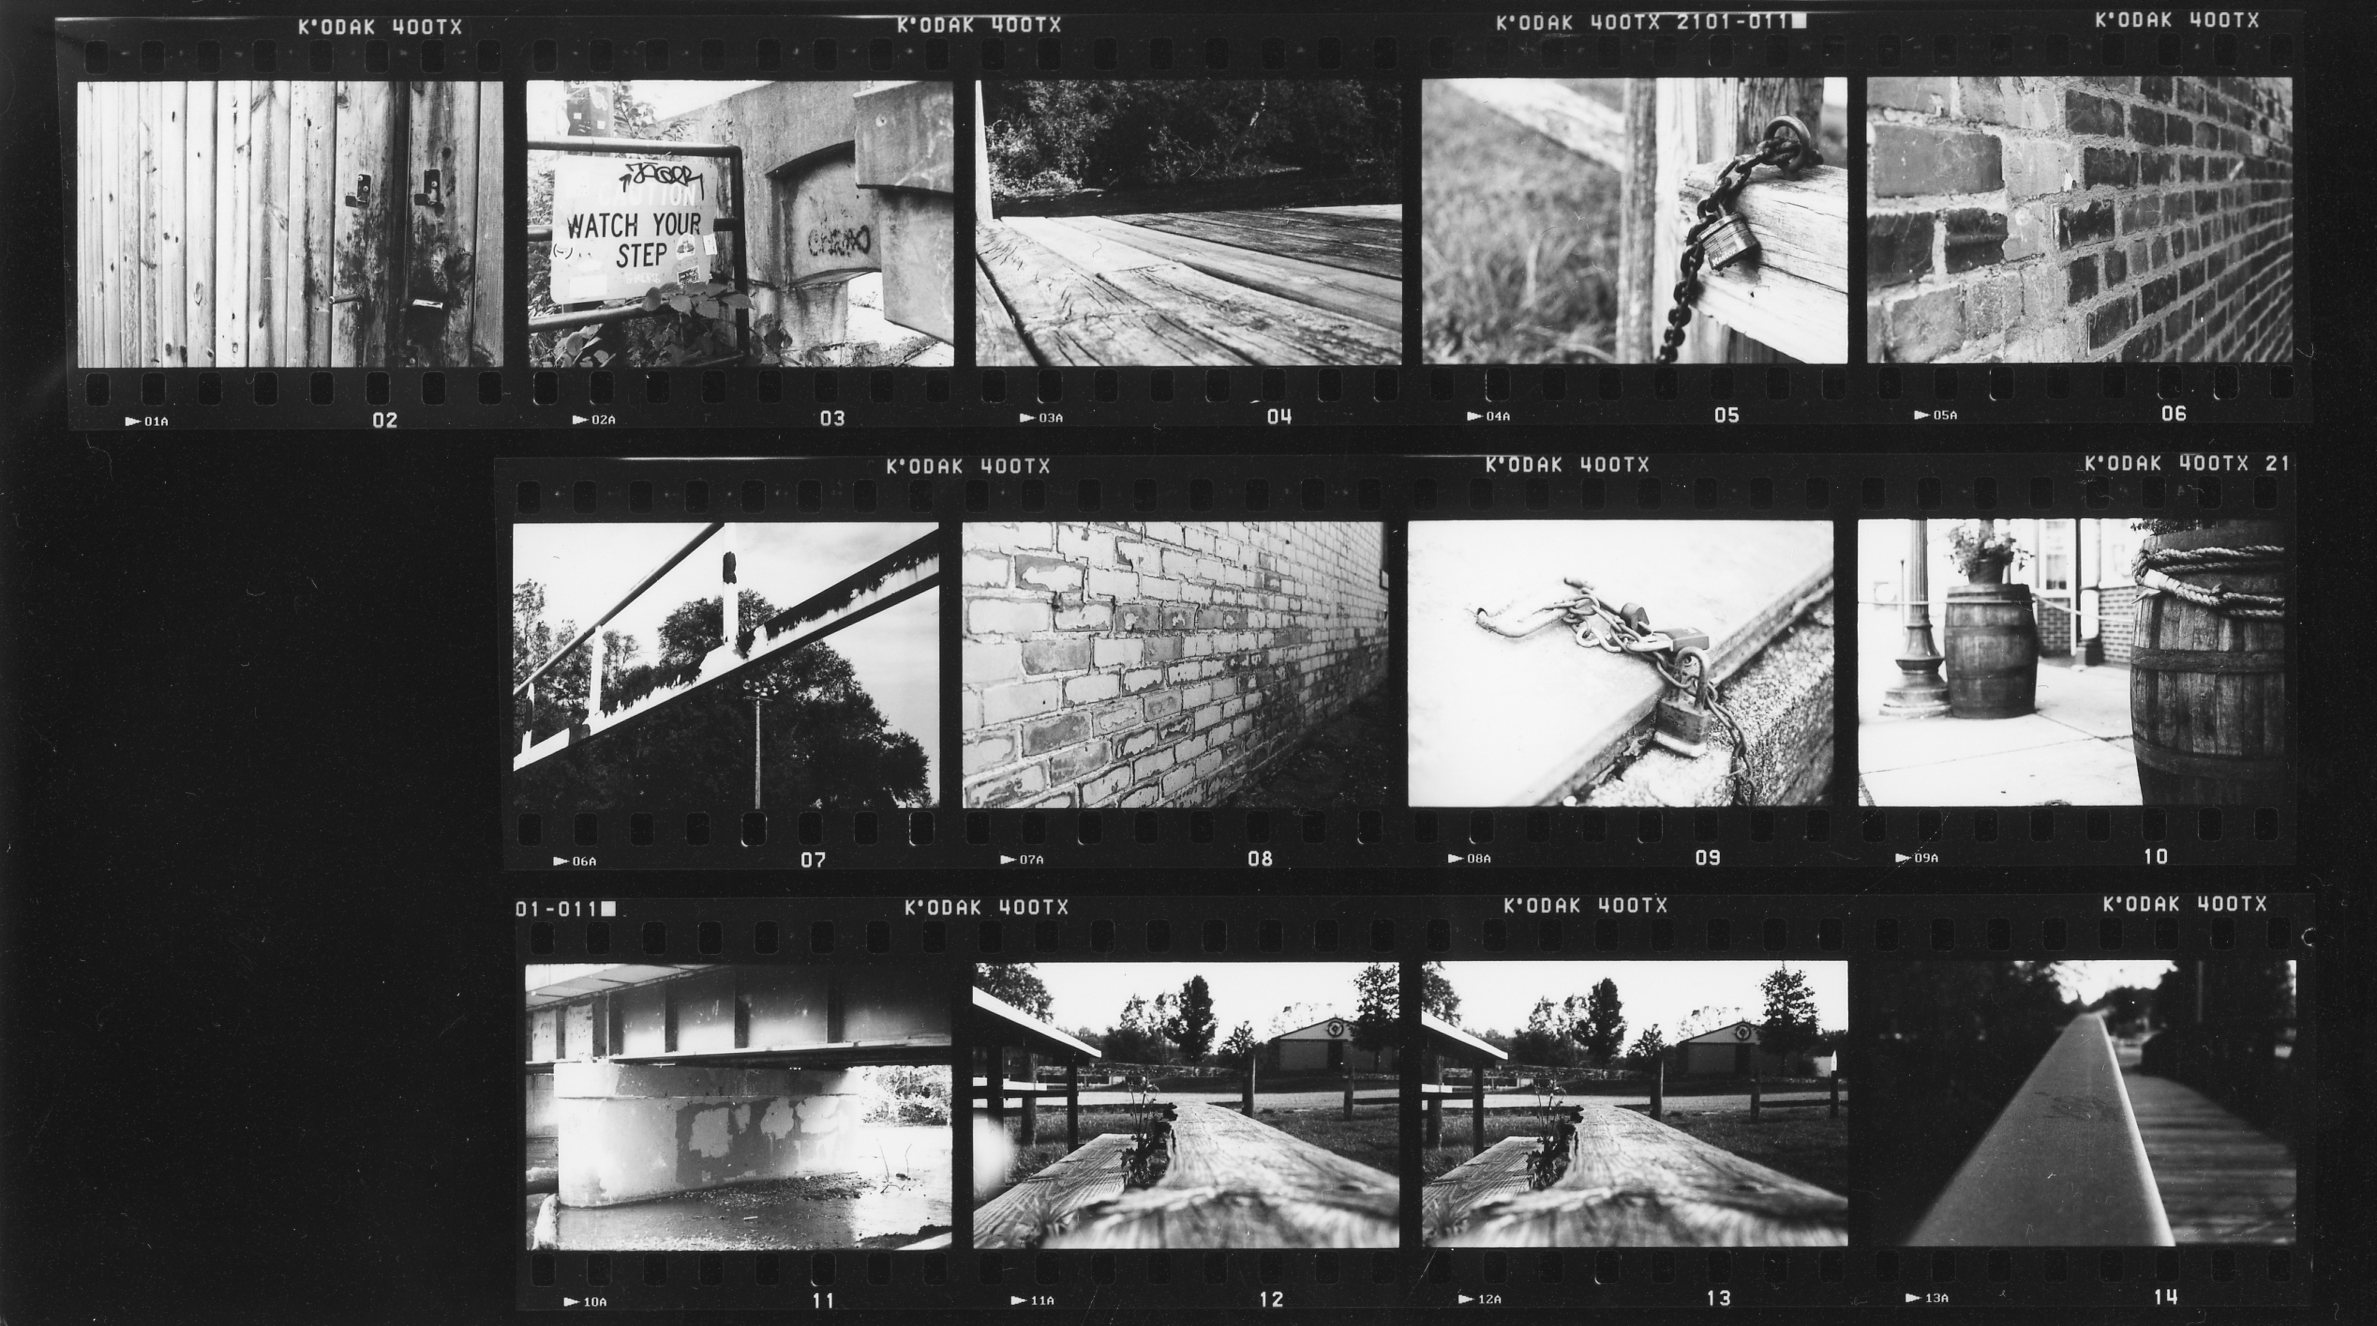 K'ODAK 400TX K'ODAK 400TX K'ODAK 400TX 2101-011 K'ODAK 400TX
CAUTION
WATCH YOUR
STEP
01A 02 02A 03 03A 04 04A 05 05A 06
K'ODAK 400TX K'ODAK 400TX K'ODAK 400TX 21
06A 07 07A 08 08A 09 09A 10
01-011 K'ODAK 400TX K'ODAK 400TX K'ODAK 400TX
10A 11 11A 12 12A 13 13A 14